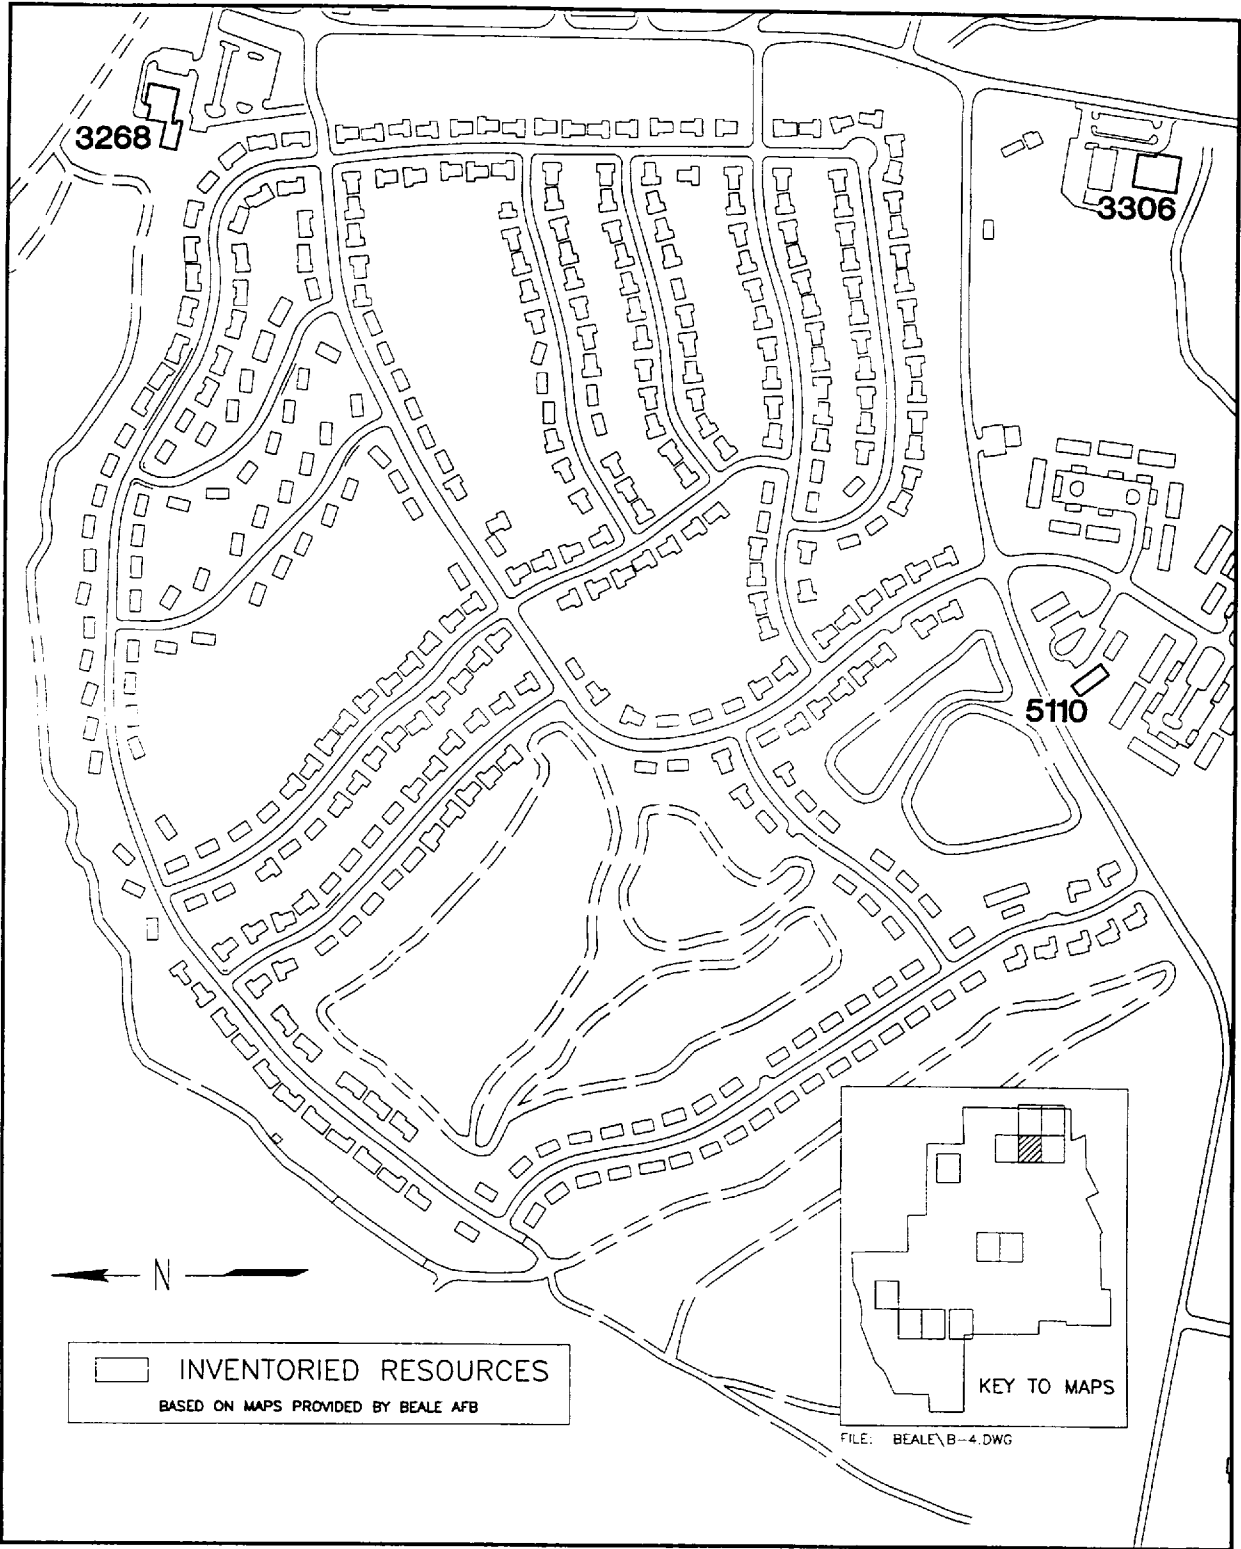 3268
3306
5110
N
INVENTORIED RESOURCES
BASED ON MAPS PROVIDED BY BEALE AFB
KEY TO MAPS
FILE: BEALE\B-4.DWG